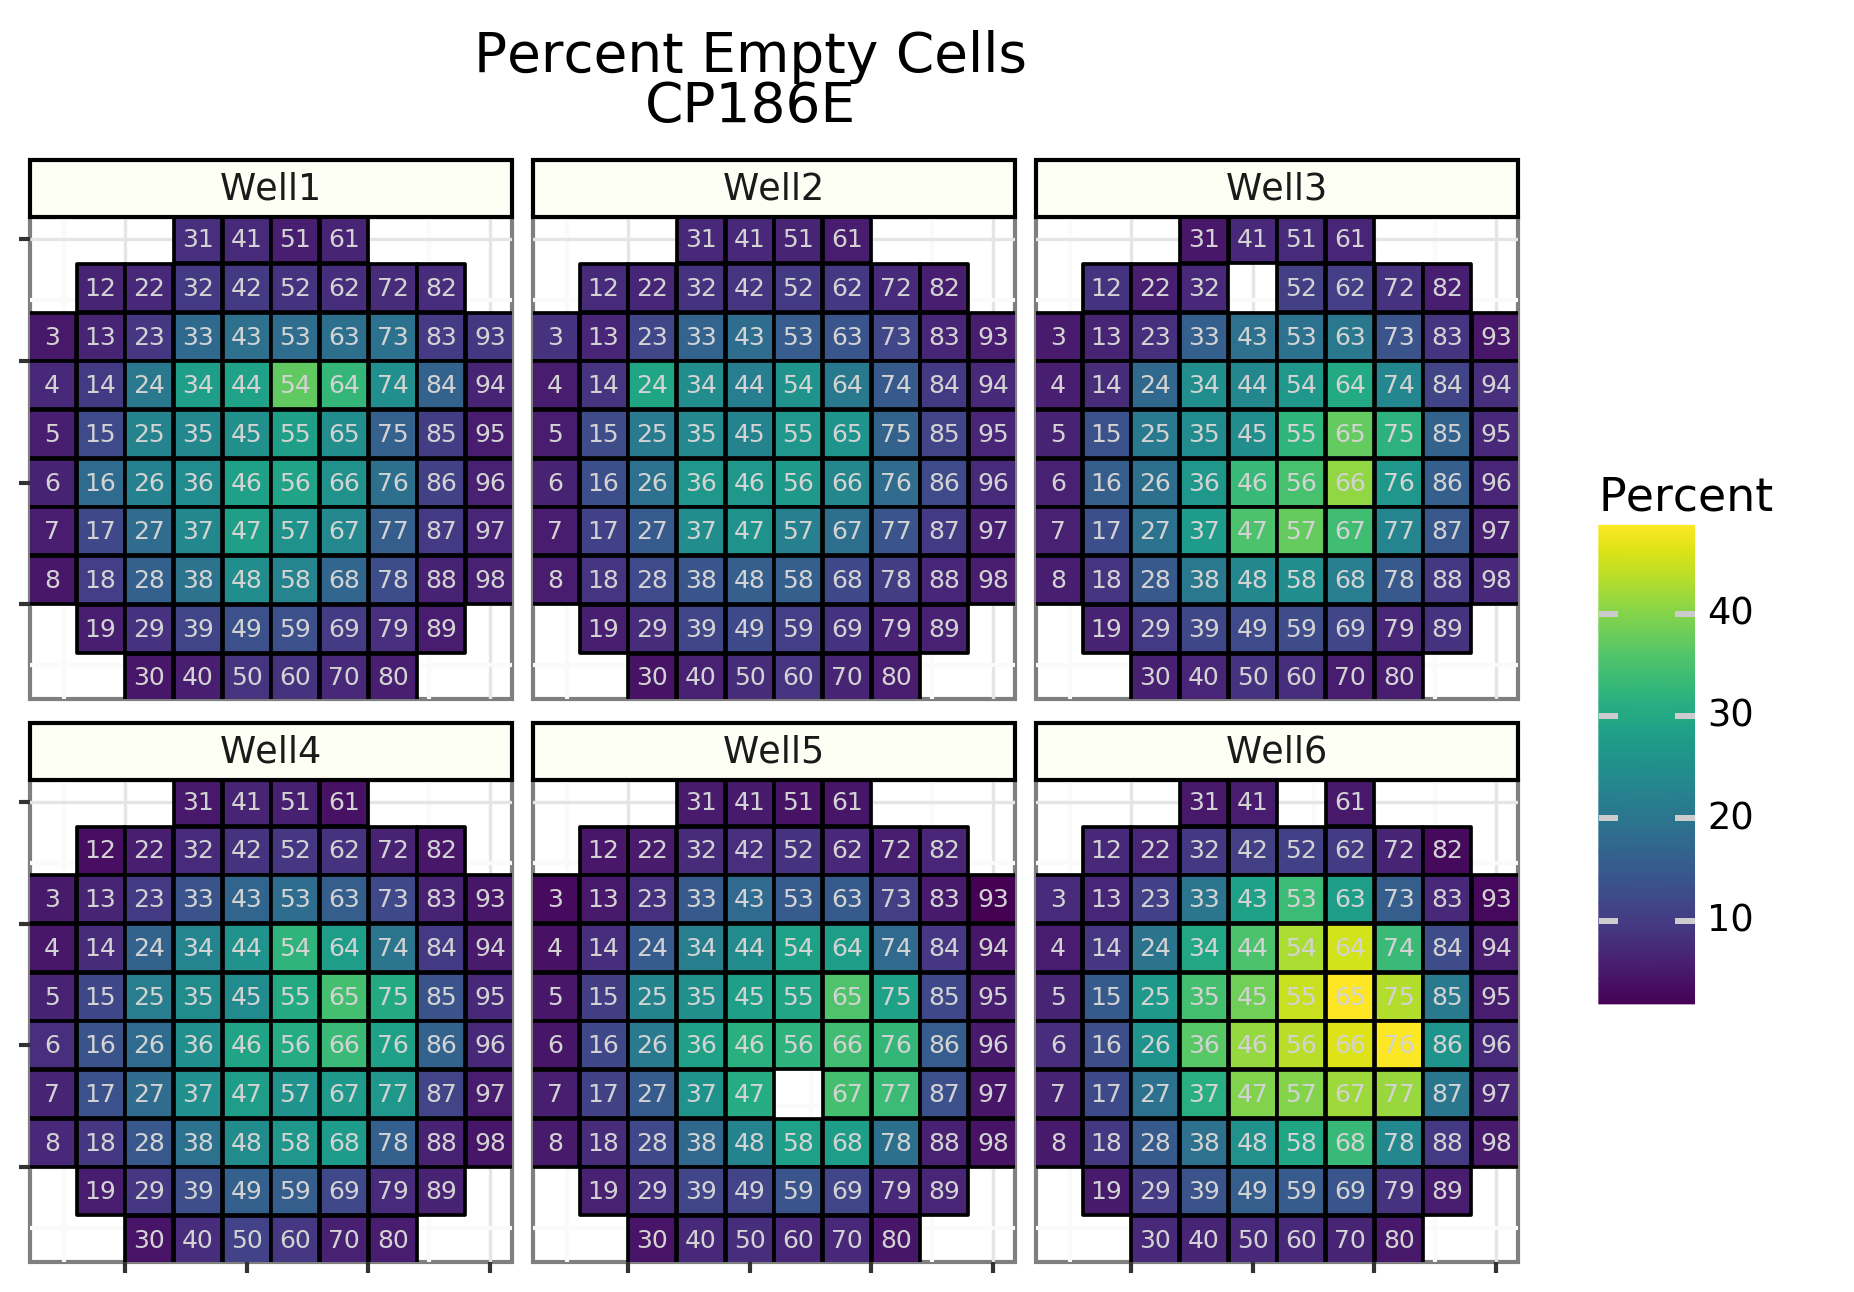 Percent Empty Cells
CP186E
Well1 Well2 Well3
31 41 51 61 31 41 51 61 31 41 51 61
12 22 32 42 52 62 72 82 12 22 32 42 52 62 72 82 12 22 32 52 62 72 82
3 13 23 33 43 53 63 73 83 93 3 13 23 33 43 53 63 73 83 93 3 13 23 33 43 53 63 73 83 93
4 14 24 34 44 54 64 74 84 94 4 14 24 34 44 54 64 74 84 94 4 14 24 34 44 54 64 74 84 94
5 15 25 35 45 55 65 75 85 95 5 15 25 35 45 55 65 75 85 95 5 15 25 35 45 55 65 75 85 95
6 16 26 36 46 56 66 76 86 96 6 16 26 36 46 56 66 76 86 96 6 16 26 36 46 56 66 76 86 96
7 17 27 37 47 57 67 77 87 97 7 17 27 37 47 57 67 77 87 97 7 17 27 37 47 57 67 77 87 97
8 18 28 38 48 58 68 78 88 98 8 18 28 38 48 58 68 78 88 98 8 18 28 38 48 58 68 78 88 98
19 29 39 49 59 69 79 89 19 29 39 49 59 69 79 89 19 29 39 49 59 69 79 89
30 40 50 60 70 80 30 40 50 60 70 80 30 40 50 60 70 80
Well4 Well5 Well6
31 41 51 61 31 41 51 61 31 41 61
12 22 32 42 52 62 72 82 12 22 32 42 52 62 72 82 12 22 32 42 52 62 72 82
3 13 23 33 43 53 63 73 83 93 3 13 23 33 43 53 63 73 83 93 3 13 23 33 43 53 63 73 83 93
4 14 24 34 44 54 64 74 84 94 4 14 24 34 44 54 64 74 84 94 4 14 24 34 44 54 64 74 84 94
5 15 25 35 45 55 65 75 85 95 5 15 25 35 45 55 65 75 85 95 5 15 25 35 45 55 65 75 85 95
6 16 26 36 46 56 66 76 86 96 6 16 26 36 46 56 66 76 86 96 6 16 26 36 46 56 66 76 86 96
7 17 27 37 47 57 67 77 87 97 7 17 27 37 47 67 77 87 97 7 17 27 37 47 57 67 77 87 97
8 18 28 38 48 58 68 78 88 98 8 18 28 38 48 58 68 78 88 98 8 18 28 38 48 58 68 78 88 98
19 29 39 49 59 69 79 89 19 29 39 49 59 69 79 89 19 29 39 49 59 69 79 89
30 40 50 60 70 80 30 40 50 60 70 80 30 40 50 60 70 80
Percent
40
30
20
10